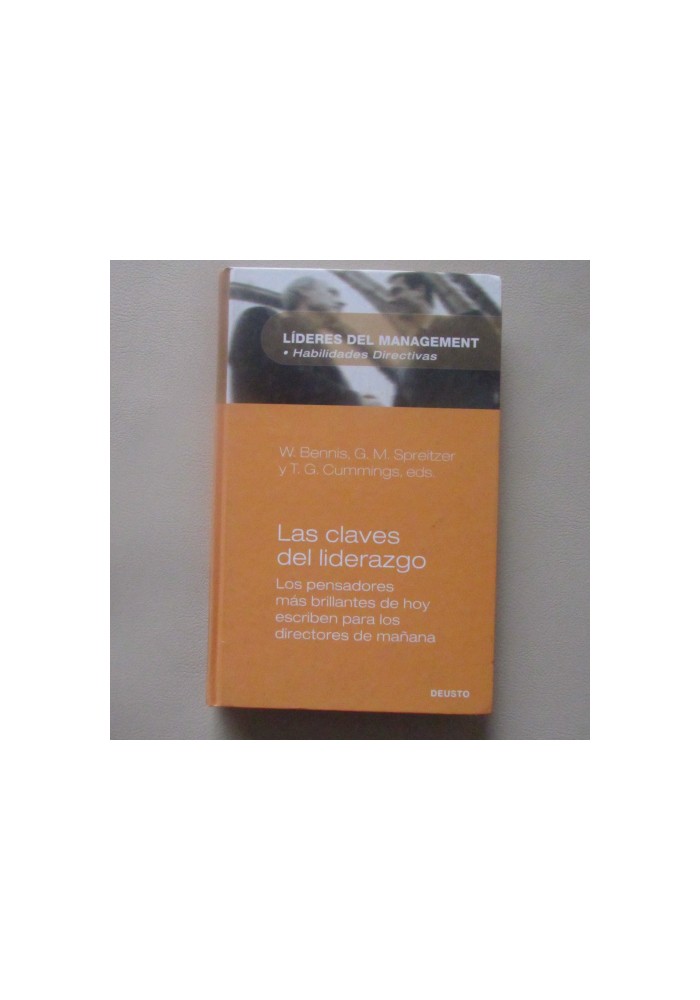 LÍDERES DEL MANAGEMENT
• Habilidades Directivas
W. Bennis, G. M. Spreitzer
y T. G. Cummings, eds.
Las claves
del liderazgo
Los pensadores
más brillantes de hoy
escriben para los
directores de mañana
DEUSTO